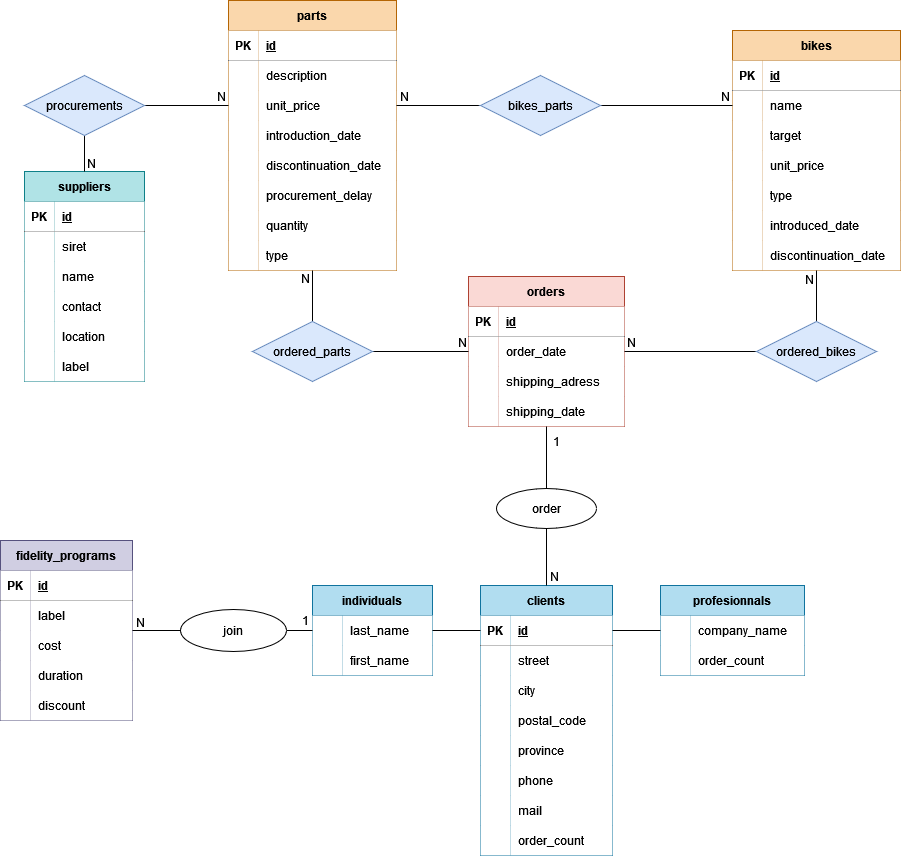 parts
PK id
description
unit_price
introduction_date
discontinuation_date
procurement_delay
quantity
type
bikes
PK id
name
target
unit_price
type
introduced_date
discontinuation_date
procurements
N
N
bikes_parts
N
N
suppliers
PK id
siret
name
contact
location
label
N
ordered_parts
N
orders
PK id
order_date
shipping_adress
shipping_date
N
ordered_bikes
N
1
order
N
fidelity_programs
PK id
label
cost
duration
discount
N
join
1
individuals
last_name
first_name
clients
PK id
street
city
postal_code
province
phone
mail
order_count
profesionnals
company_name
order_count